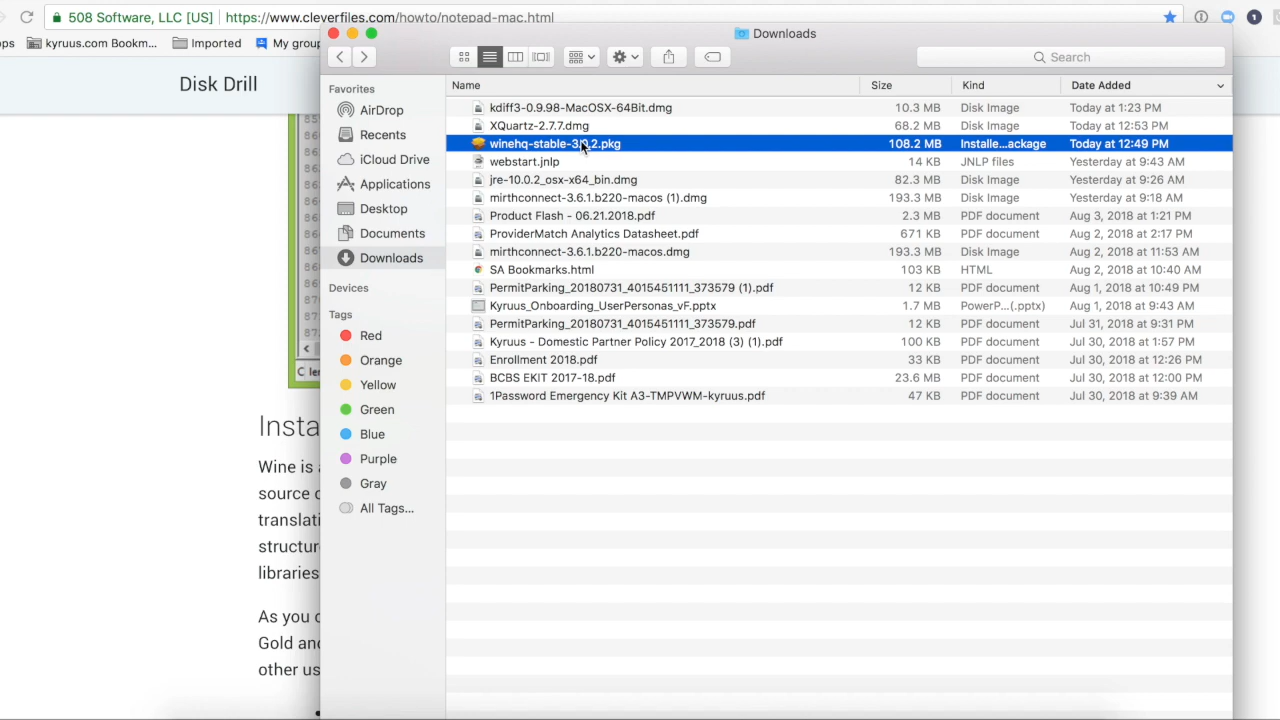 508 Software, LLC [US] https://www.cleverfiles.com/howto/notepad-mac.html
1
ps kyruus.com Bookm... Imported My group
Disk Drill
Downloads
Search
Favorites
AirDrop
Recents
iCloud Drive
Applications
Desktop
Documents
Downloads
Devices
Tags
Red
Orange
Yellow
Green
Blue
Purple
Gray
All Tags...
Name Size Kind Date Added
kdiff3-0.9.98-MacOSX-64Bit.dmg 10.3 MB Disk Image Today at 1:23 PM
XQuartz-2.7.7.dmg 68.2 MB Disk Image Today at 12:53 PM
winehq-stable-3.0.2.pkg 108.2 MB Installe...ackage Today at 12:49 PM
webstart.jnlp 14 KB JNLP files Yesterday at 9:43 AM
jre-10.0.2_osx-x64_bin.dmg 82.3 MB Disk Image Yesterday at 9:26 AM
mirthconnect-3.6.1.b220-macos (1).dmg 193.3 MB Disk Image Yesterday at 9:18 AM
Product Flash - 06.21.2018.pdf 2.3 MB PDF document Aug 3, 2018 at 1:21 PM
ProviderMatch Analytics Datasheet.pdf 671 KB PDF document Aug 2, 2018 at 2:17 PM
mirthconnect-3.6.1.b220-macos.dmg 193.3 MB Disk Image Aug 2, 2018 at 11:53 AM
SA Bookmarks.html 103 KB HTML Aug 2, 2018 at 10:40 AM
PermitParking_20180731_4015451111_373579 (1).pdf 12 KB PDF document Aug 1, 2018 at 10:49 PM
Kyruus_Onboarding_UserPersonas_vF.pptx 1.7 MB PowerP...(.pptx) Aug 1, 2018 at 9:43 AM
PermitParking_20180731_4015451111_373579.pdf 12 KB PDF document Jul 31, 2018 at 9:31 PM
Kyruus - Domestic Partner Policy 2017_2018 (3) (1).pdf 100 KB PDF document Jul 30, 2018 at 1:57 PM
Enrollment 2018.pdf 33 KB PDF document Jul 30, 2018 at 12:26 PM
BCBS EKIT 2017-18.pdf 23.6 MB PDF document Jul 30, 2018 at 12:00 PM
1Password Emergency Kit A3-TMPVWM-kyruus.pdf 47 KB PDF document Jul 30, 2018 at 9:39 AM
C ler
Insta
Wine is
source
translati
structur
libraries
As you
Gold and
other us